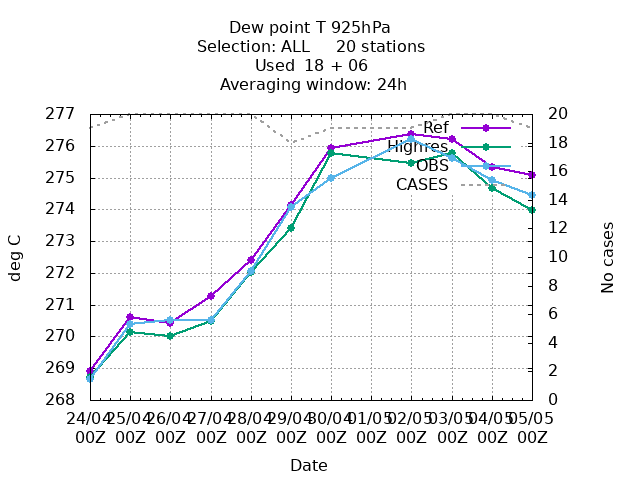 Dew point T 925hPa
Selection: ALL     20 stations
Used  18 + 06
Averaging window: 24h
277
276
275
274
273
272
271
270
269
268
deg C
20
18
16
14
12
10
8
6
4
2
0
No cases
Ref
Highres
OBS
CASES
24/04 25/04 26/04 27/04 28/04 29/04 30/04 01/05 02/05 03/05 04/05 05/05
00Z 00Z 00Z 00Z 00Z 00Z 00Z 00Z 00Z 00Z 00Z 00Z
Date